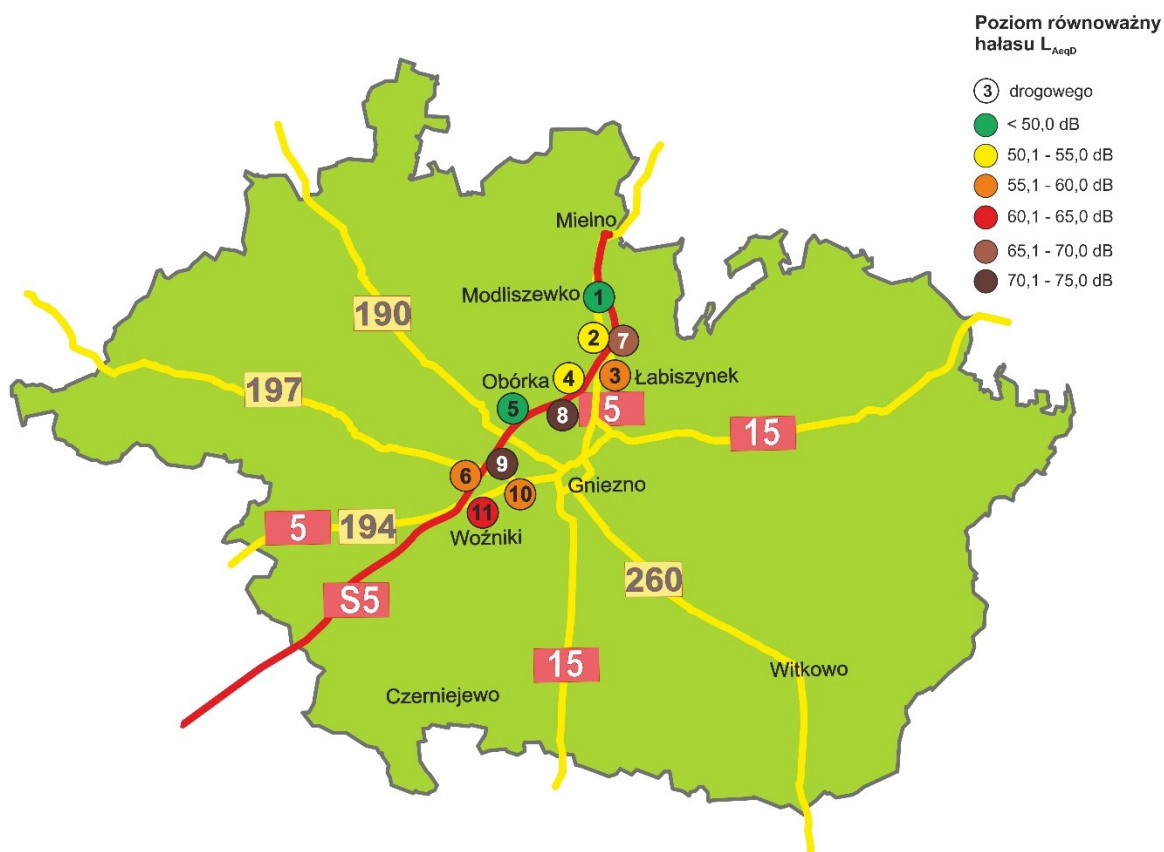 Poziom równoważny
hałasu LAeqD
3 drogowego
< 50,0 dB
50,1 - 55,0 dB
55,1 - 60,0 dB
60,1 - 65,0 dB
65,1 - 70,0 dB
70,1 - 75,0 dB
Mielno
Modliszewko
1
190
2
7
Obórka
4
3
Łabiszynek
197
5
8
5
15
6
9
Gniezno
10
11
5
194
Woźniki
260
S5
15
Witkowo
Czerniejewo